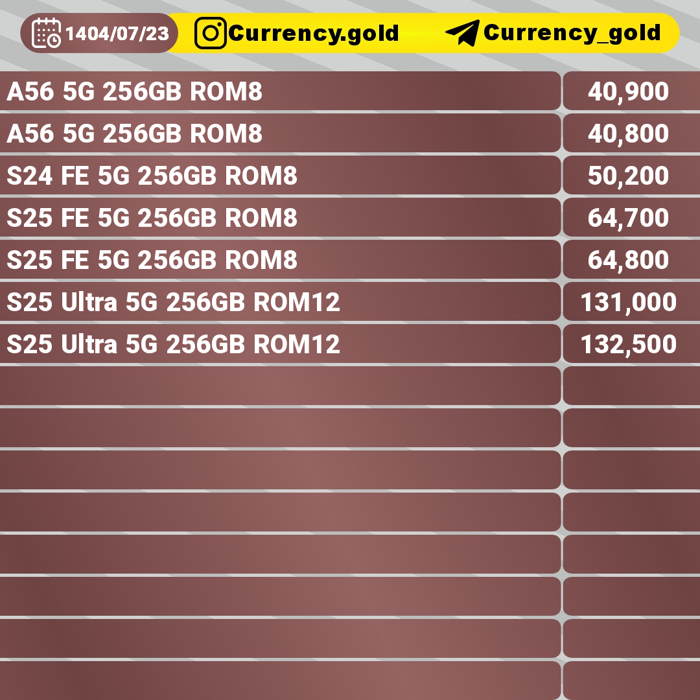 1404/07/23 Currency.gold Currency_gold
A56 5G 256GB ROM8 40,900
A56 5G 256GB ROM8 40,800
S24 FE 5G 256GB ROM8 50,200
S25 FE 5G 256GB ROM8 64,700
S25 FE 5G 256GB ROM8 64,800
S25 Ultra 5G 256GB ROM12 131,000
S25 Ultra 5G 256GB ROM12 132,500